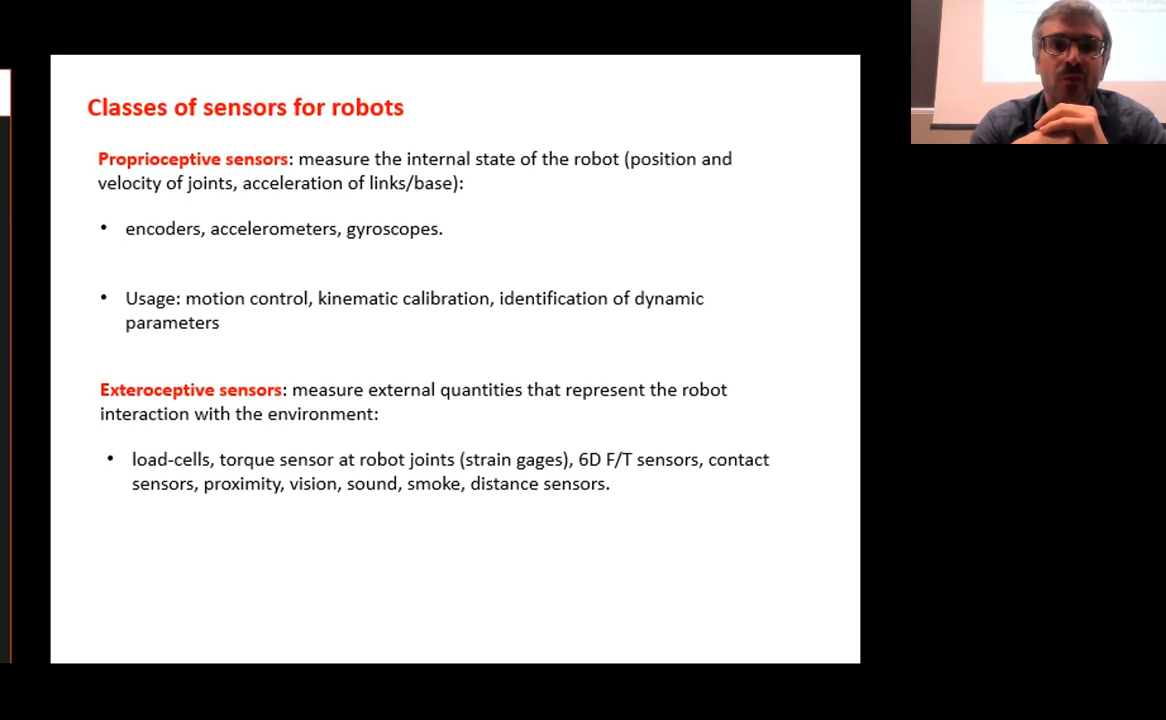 Classes of sensors for robots
Proprioceptive sensors: measure the internal state of the robot (position and
velocity of joints, acceleration of links/base):
• encoders, accelerometers, gyroscopes.
• Usage: motion control, kinematic calibration, identification of dynamic
parameters
Exteroceptive sensors: measure external quantities that represent the robot
interaction with the environment:
• load-cells, torque sensor at robot joints (strain gages), 6D F/T sensors, contact
sensors, proximity, vision, sound, smoke, distance sensors.